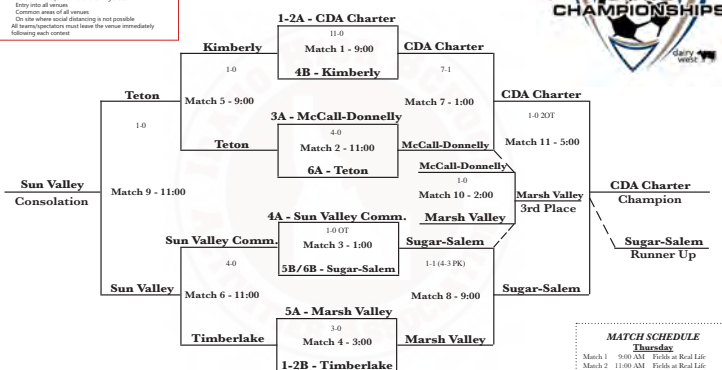 Entry into all venues
Common areas of all venues
On site where social distancing is not possible
All teams/spectators must leave the venue immediately
following each contest
CHAMPIONSHIPS
dairy
west
1-2A - CDA Charter
11-0
Match 1 - 9:00
4B - Kimberly
Kimberly
CDA Charter
1-0
Match 5 - 9:00
7-1
Match 7 - 1:00
Teton
CDA Charter
3A - McCall-Donnelly
4-0
Match 2 - 11:00
6A - Teton
Teton
McCall-Donnelly
1-0
1-0 2OT
Match 11 - 5:00
McCall-Donnelly
1-0
Match 10 - 2:00
Marsh Valley
Marsh Valley
3rd Place
Sun Valley
Consolation
Match 9 - 11:00
CDA Charter
Champion
4A - Sun Valley Comm.
1-0 OT
Match 3 - 1:00
5B/6B - Sugar-Salem
Sun Valley Comm.
Sugar-Salem
Sugar-Salem
Runner Up
4-0
Match 6 - 11:00
1-1 (4-3 PK)
Match 8 - 9:00
Sun Valley
Sugar-Salem
5A - Marsh Valley
3-0
Match 4 - 3:00
1-2B - Timberlake
Timberlake
Marsh Valley
MATCH SCHEDULE
Thursday
Match 1 9:00 AM Fields at Real Life
Match 2 11:00 AM Fields at Real Life